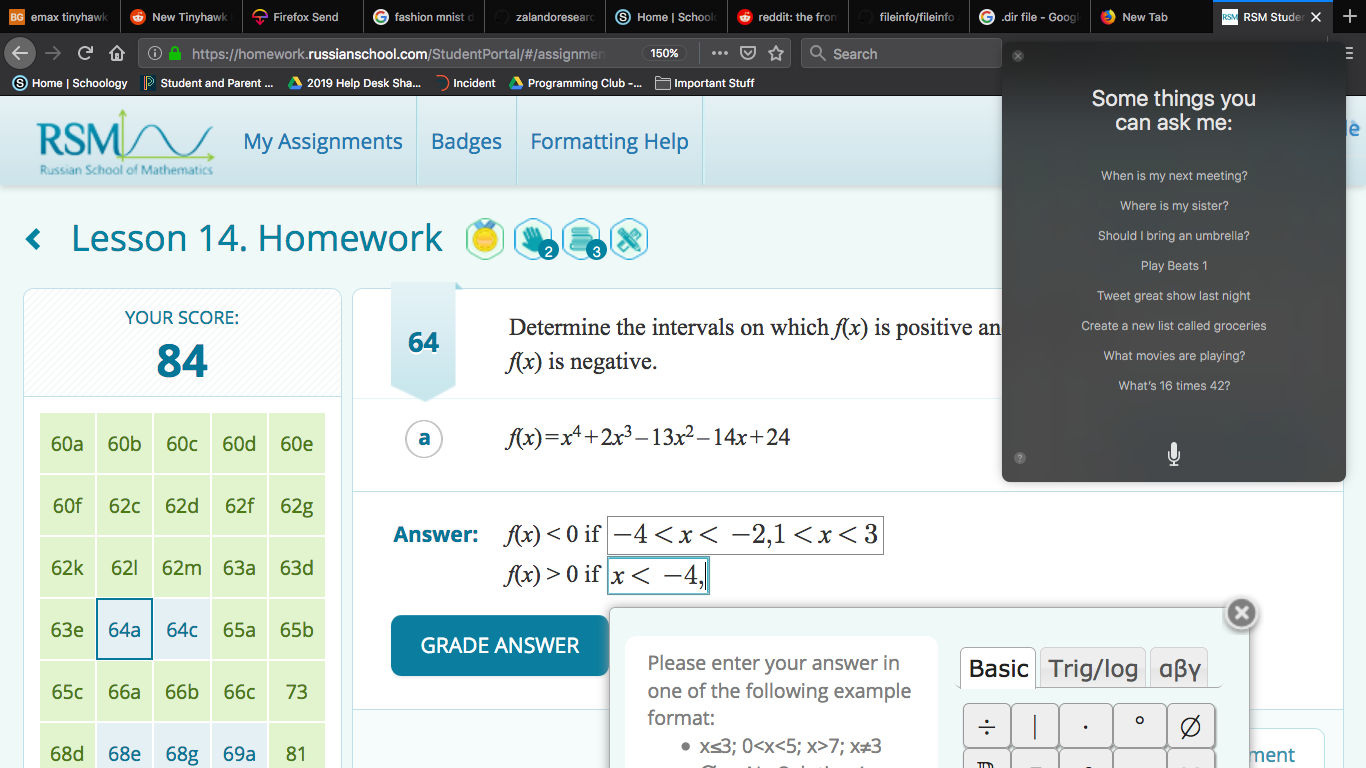 emax tinyhawk
New Tinyhawk
Firefox Send
fashion mnist d
zalandoresearc
Home | School
reddit: the fron
fileinfo/fileinfo
.dir file - Googl
New Tab
RSM Studen
https://homework.russianschool.com/StudentPortal/#/assignmen
150%
Search
Home | Schoology
Student and Parent ...
2019 Help Desk Sha...
Incident
Programming Club -...
Important Stuff
RSM
Russian School of Mathematics
My Assignments
Badges
Formatting Help
le
Some things you
can ask me:
When is my next meeting?
Where is my sister?
Should I bring an umbrella?
Play Beats 1
Tweet great show last night
Create a new list called groceries
What movies are playing?
What's 16 times 42?
?
Lesson 14. Homework
2
3
YOUR SCORE:
84
60a 60b 60c 60d 60e
60f 62c 62d 62f 62g
62k 62l 62m 63a 63d
63e 64a 64c 65a 65b
65c 66a 66b 66c 73
68d 68e 68g 69a 81
64
Determine the intervals on which f(x) is positive an
f(x) is negative.
a
f(x)=x⁴+2x³–13x²–14x+24
Answer: f(x) < 0 if −4 < x < −2,1 < x < 3
f(x) > 0 if x < −4,
GRADE ANSWER
Please enter your answer in
one of the following example
format:
• x≤3; 0<x<5; x>7; x≠3
Basic
Trig/log
αβγ
÷ | · ° ∅
ment